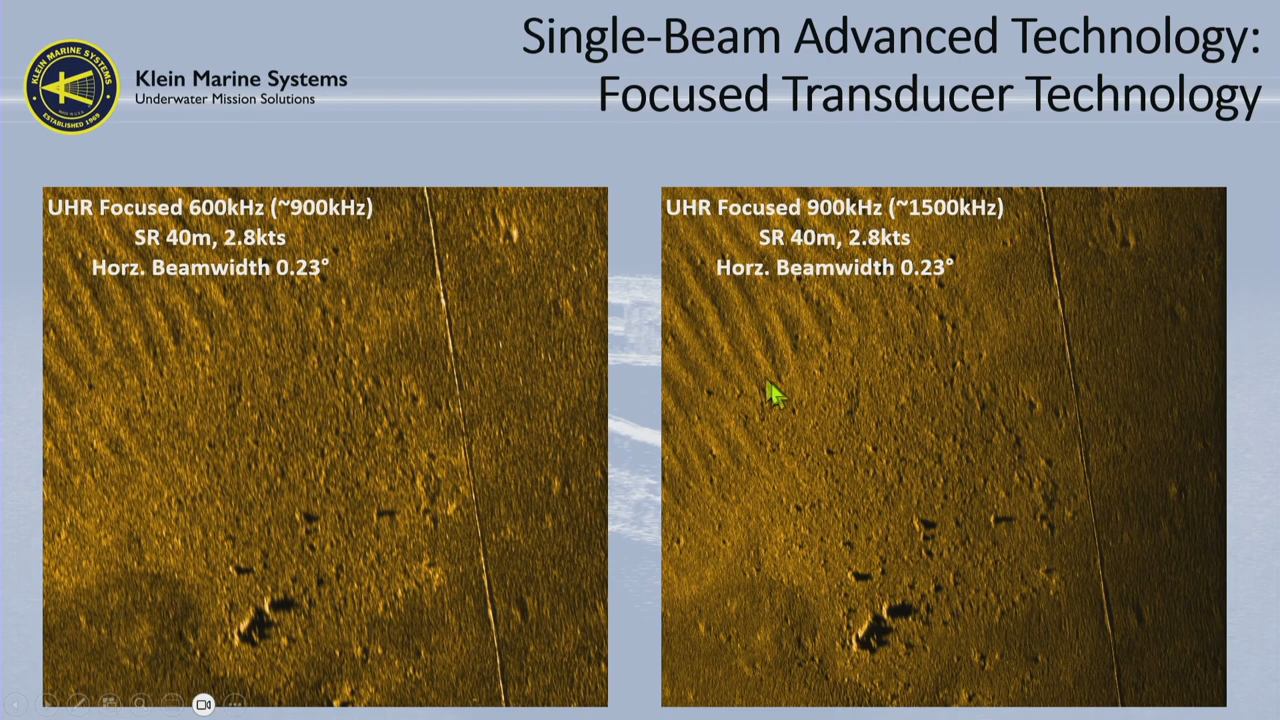 Single-Beam Advanced Technology:
Focused Transducer Technology
KLEIN MARINE SYSTEMS
ESTABLISHED 1969
Klein Marine Systems
Underwater Mission Solutions
UHR Focused 600kHz (~900kHz)
SR 40m, 2.8kts
Horz. Beamwidth 0.23°
UHR Focused 900kHz (~1500kHz)
SR 40m, 2.8kts
Horz. Beamwidth 0.23°